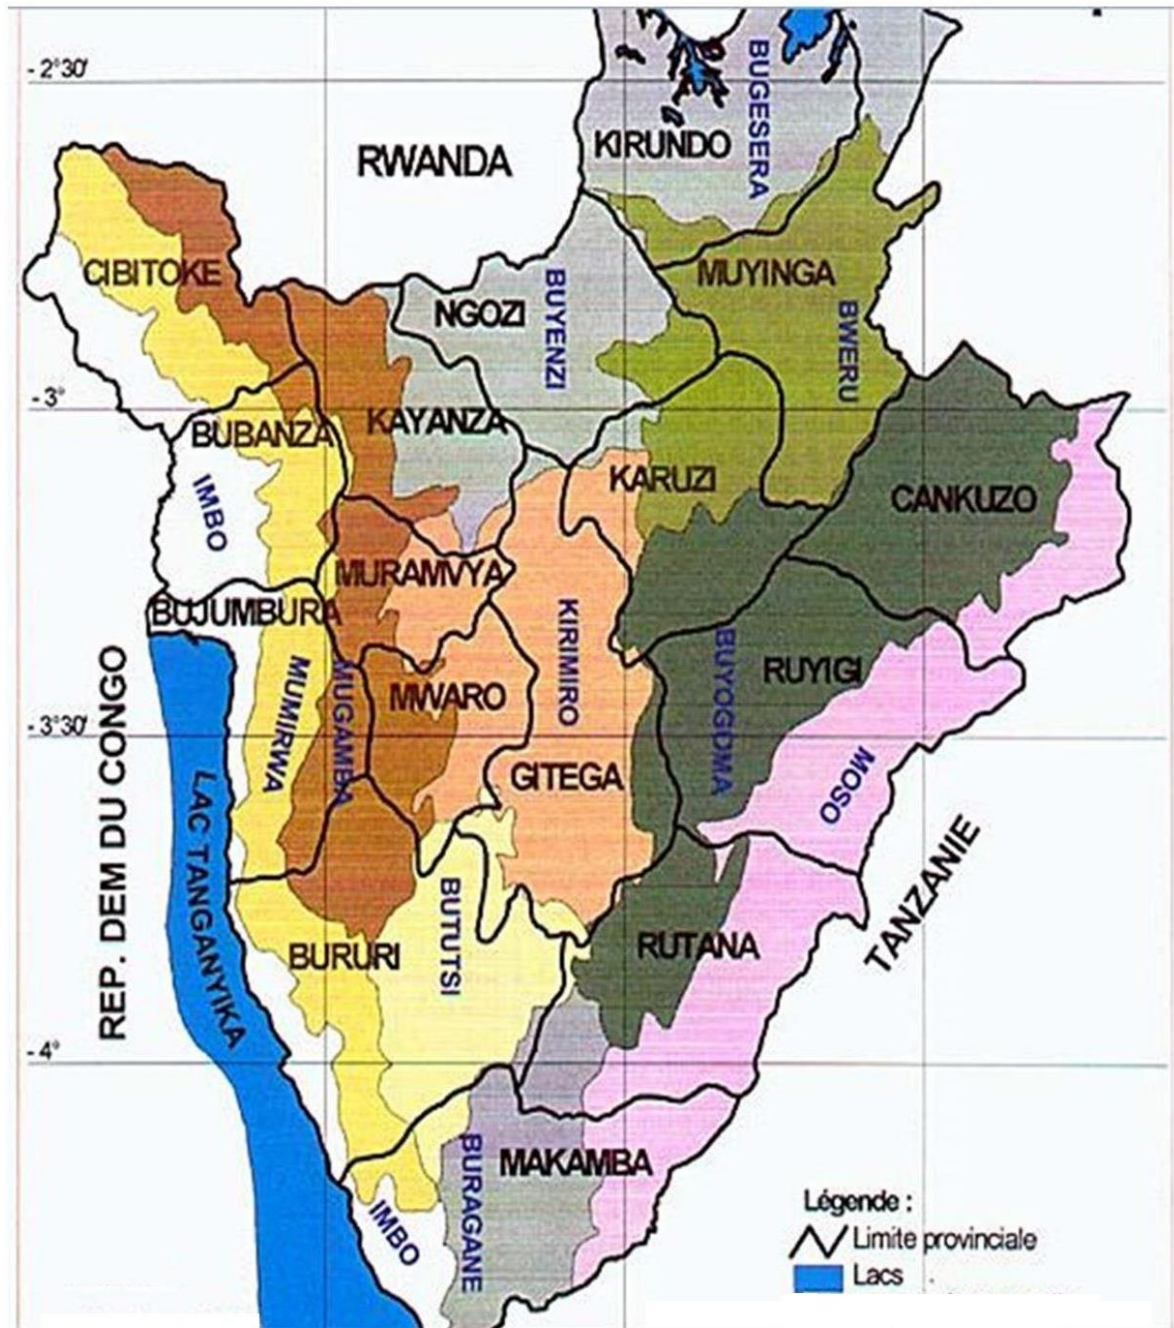 - 2°30'
BUGESERA
KIRUNDO
RWANDA
CIBITOKE
MUYINGA
NGOZI
BUYENZI
BWERU
- 3°
KAYANZA
BUBANZA
KARUZI
CANKUZO
IMBO
MURAMVYA
BUJUMBURA
KIRIMIRO
BUYOGOMA
RUYIGI
MUMIRWA
MUGAMBA
MWARO
- 3°30'
GITEGA
MOSO
REP. DEM DU CONGO
LAC TANGANYIKA
TANZANIE
BUTUTSI
BURURI
RUTANA
- 4°
BURAGANE
MAKAMBA
IMBO
Légende :
Limite provinciale
Lacs